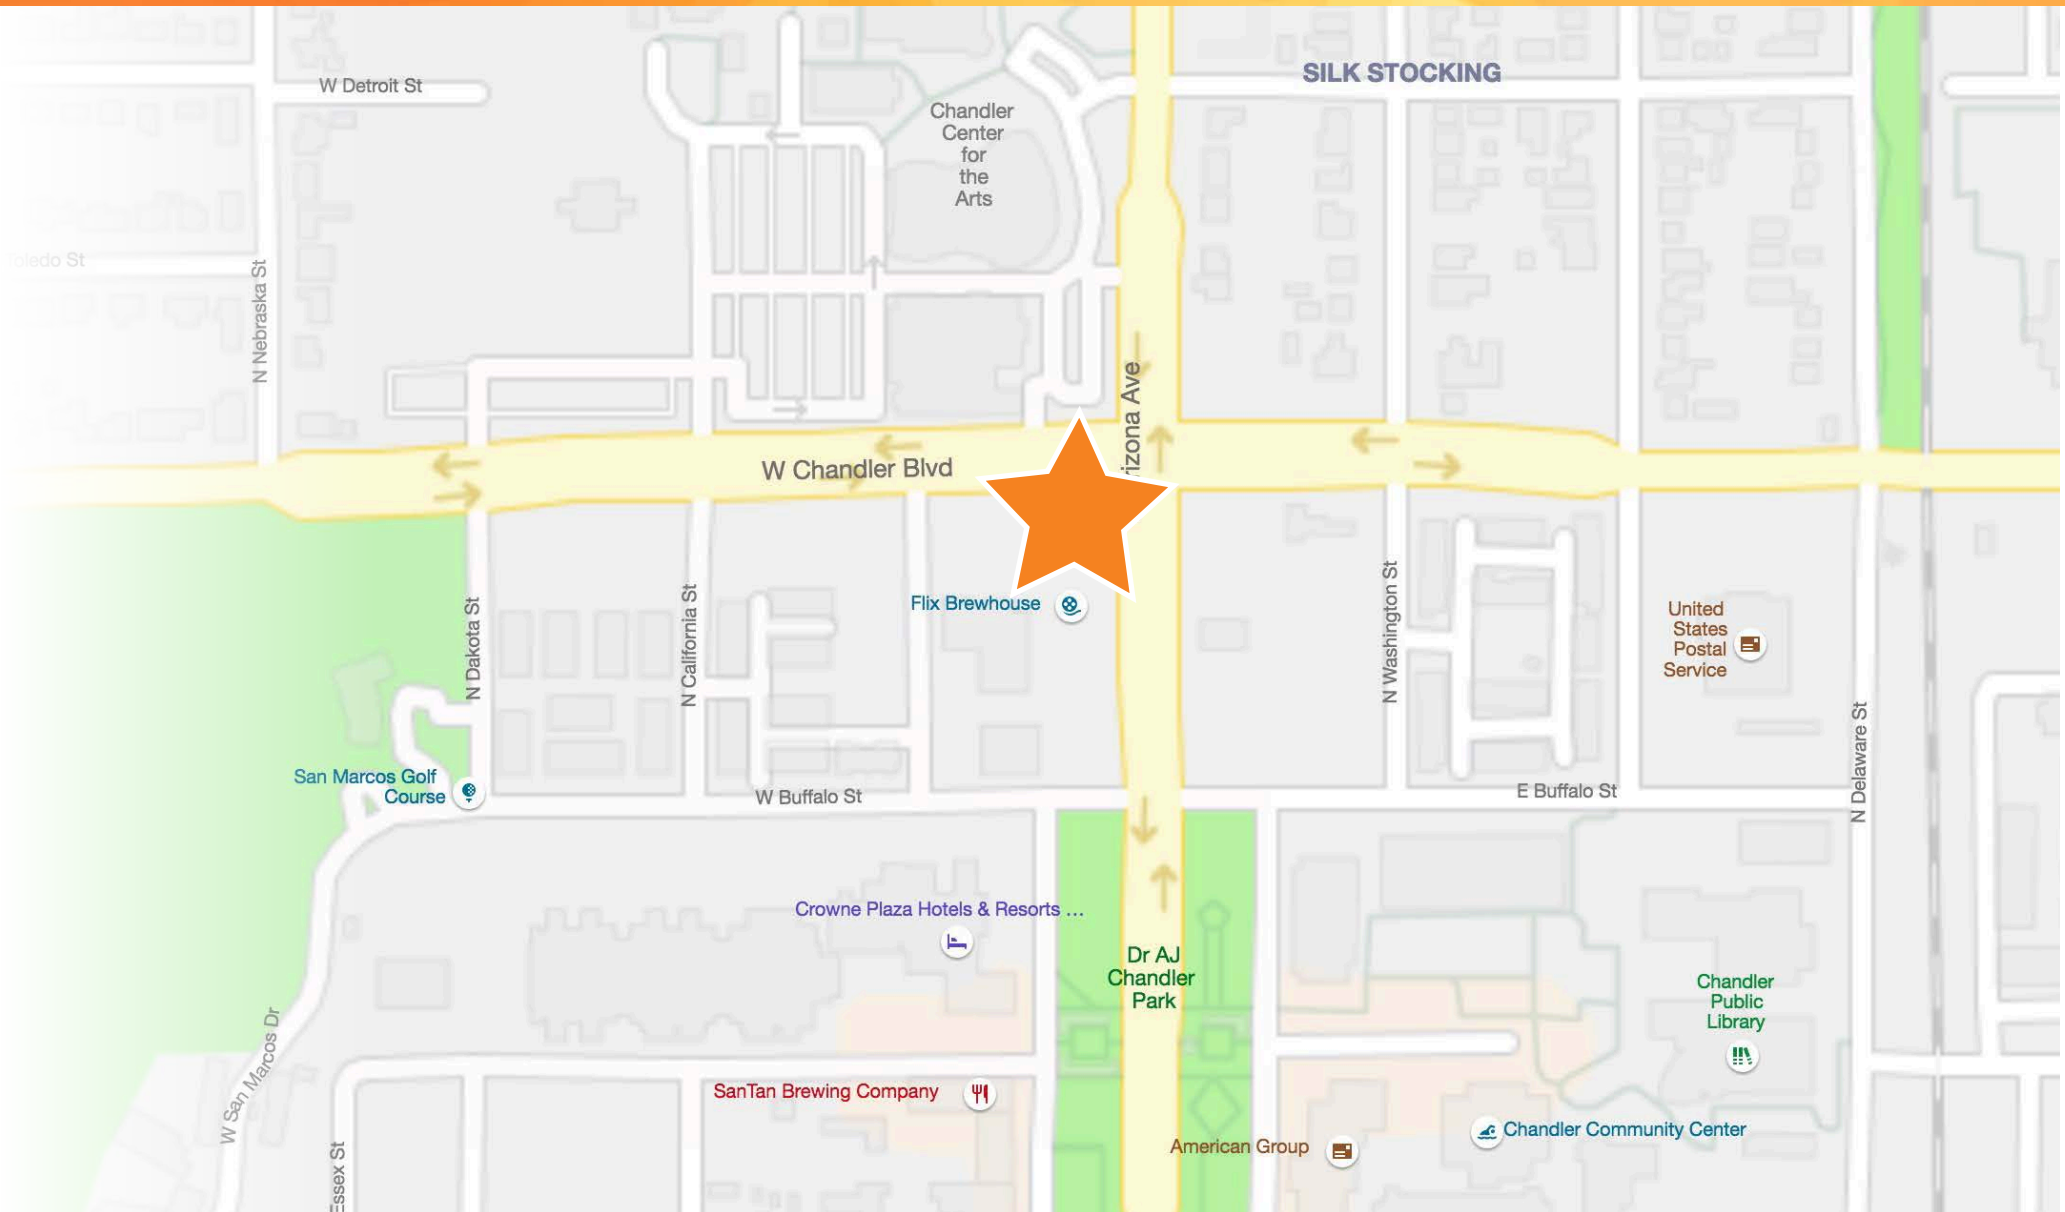 W Detroit St
SILK STOCKING
Chandler
Center
for
the
Arts
oledo St
N Nebraska St
rizona Ave
W Chandler Blvd
N Dakota St
N California St
Flix Brewhouse
N Washington St
United
States
Postal
Service
N Delaware St
San Marcos Golf
Course
W Buffalo St
E Buffalo St
Crowne Plaza Hotels & Resorts ...
Dr AJ
Chandler
Park
Chandler
Public
Library
W San Marcos Dr
SanTan Brewing Company
American Group
Chandler Community Center
Essex St